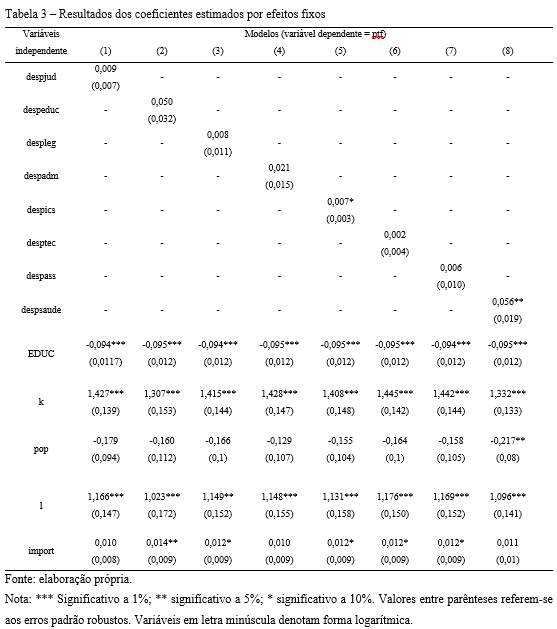 Tabela 3 – Resultados dos coeficientes estimados por efeitos fixos
Variáveis independente Modelos (variável dependente = ptf)
(1) (2) (3) (4) (5) (6) (7) (8)
despjud 0,009 - - - - - - -
(0,007)
despeduc - 0,050 - - - - - -
(0,032)
despleg - - 0,008 - - - - -
(0,011)
despadm - - - 0,021 - - - -
(0,015)
despics - - - - 0,007* - - -
(0,003)
desptec - - - - - 0,002 - -
(0,004)
despass - - - - - - 0,006 -
(0,010)
despsaude - - - - - - - 0,056**
(0,019)
EDUC -0,094*** -0,095*** -0,094*** -0,095*** -0,095*** -0,095*** -0,094*** -0,095***
(0,0117) (0,012) (0,012) (0,012) (0,012) (0,012) (0,012) (0,012)
k 1,427*** 1,307*** 1,415*** 1,428*** 1,408*** 1,445*** 1,442*** 1,332***
(0,139) (0,153) (0,144) (0,147) (0,148) (0,142) (0,144) (0,133)
pop -0,179 -0,160 -0,166 -0,129 -0,155 -0,164 -0,158 -0,217**
(0,094) (0,112) (0,1) (0,107) (0,104) (0,1) (0,105) (0,08)
l 1,166*** 1,023*** 1,149** 1,148*** 1,131*** 1,176*** 1,169*** 1,096***
(0,147) (0,172) (0,152) (0,155) (0,158) (0,150) (0,152) (0,141)
import 0,010 0,014** 0,012* 0,010 0,012* 0,012* 0,012* 0,011
(0,008) (0,009) (0,009) (0,009) (0,009) (0,009) (0,009) (0,01)
Fonte: elaboração própria.
Nota: *** Significativo a 1%; ** significativo a 5%; * significativo a 10%. Valores entre parênteses referem-se
aos erros padrão robustos. Variáveis em letra minúscula denotam forma logarítmica.